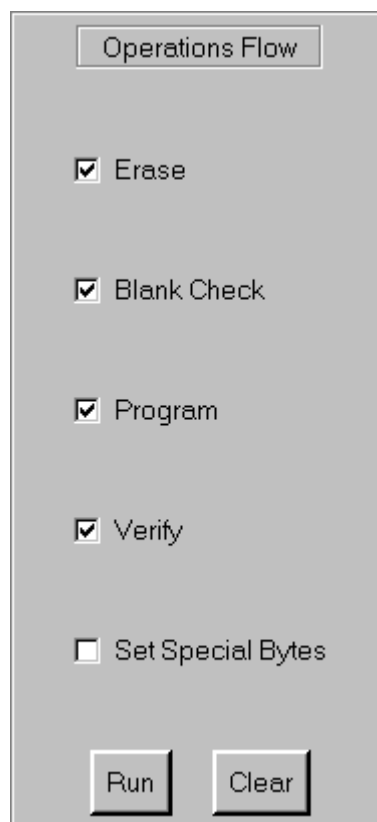 Operations Flow
Erase
Blank Check
Program
Verify
Set Special Bytes
Run Clear